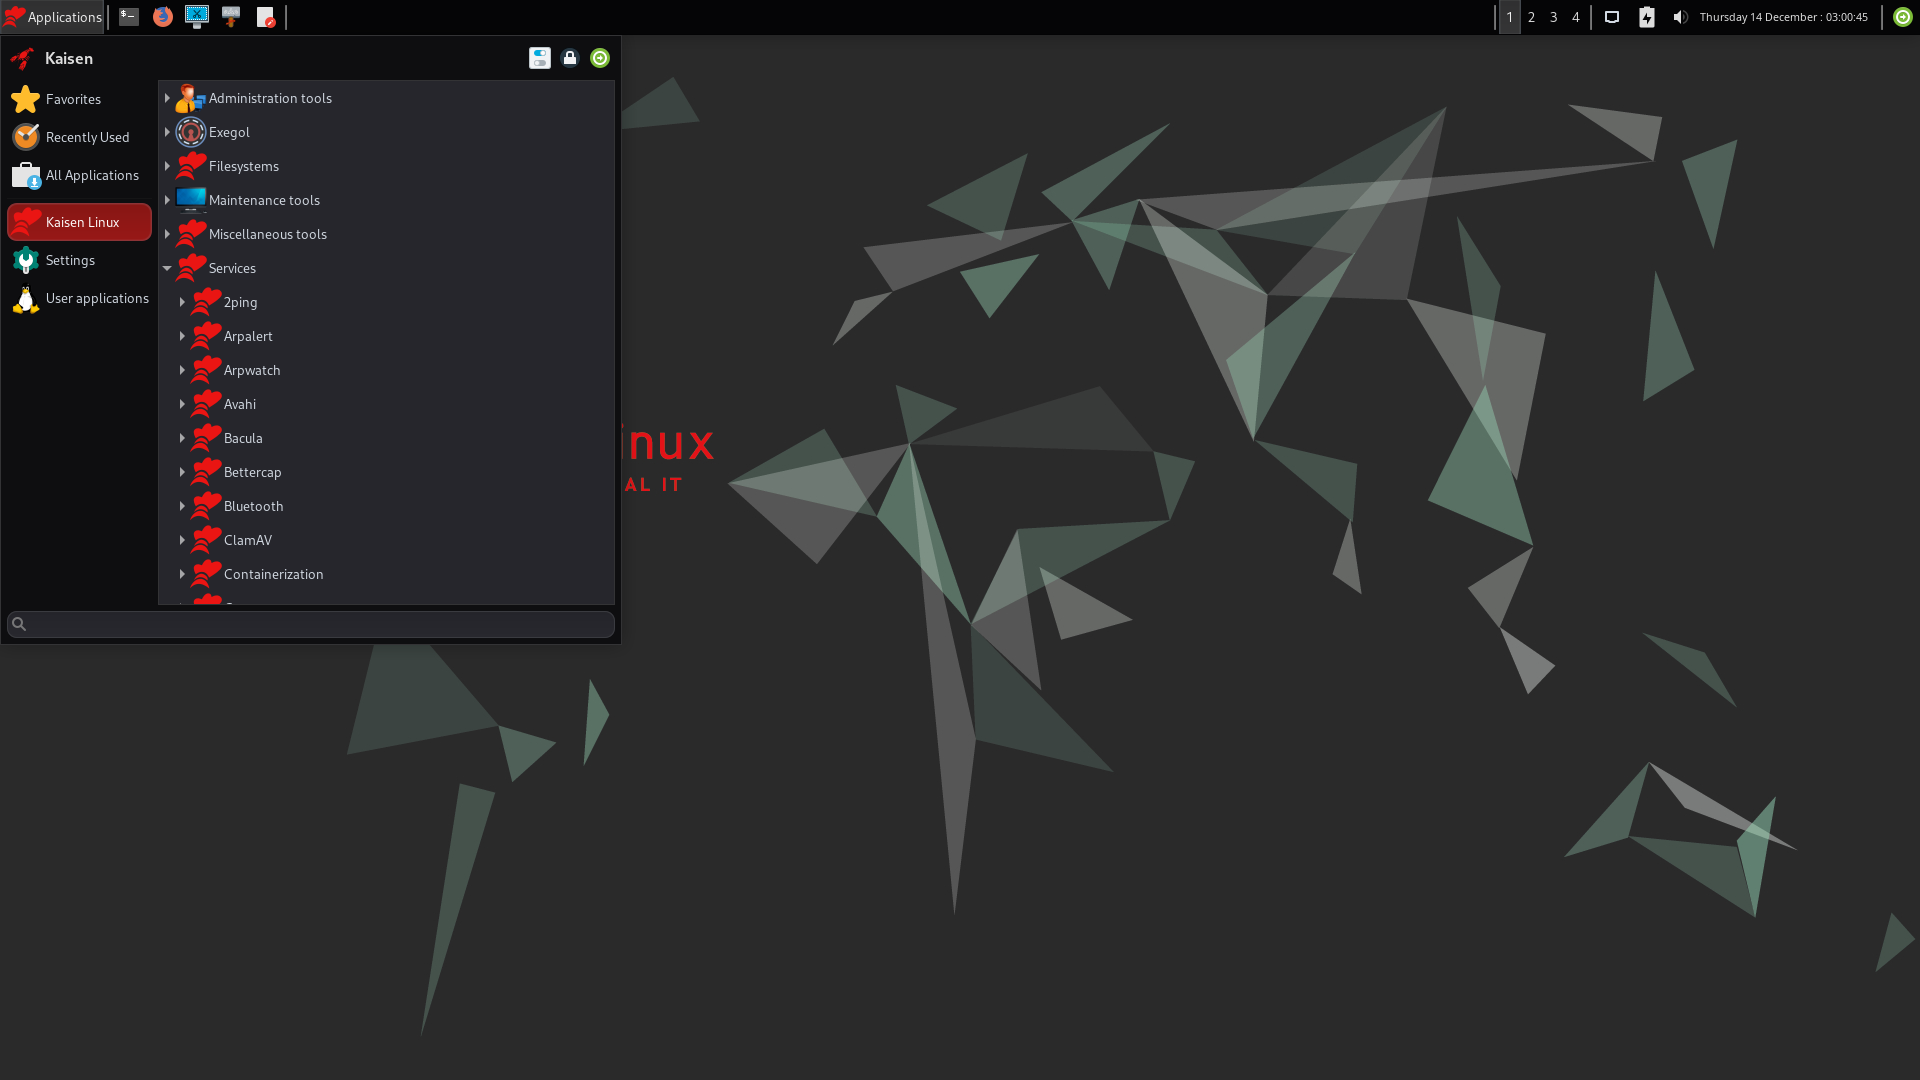 Applications
$-
1 2 3 4
Thursday 14 December : 03:00:45
Kaisen
Favorites
Recently Used
All Applications
Kaisen Linux
Settings
User applications
Administration tools
Exegol
Filesystems
Maintenance tools
Miscellaneous tools
Services
2ping
Arpalert
Arpwatch
Avahi
Bacula
Bettercap
Bluetooth
ClamAV
Containerization
inux
AL IT